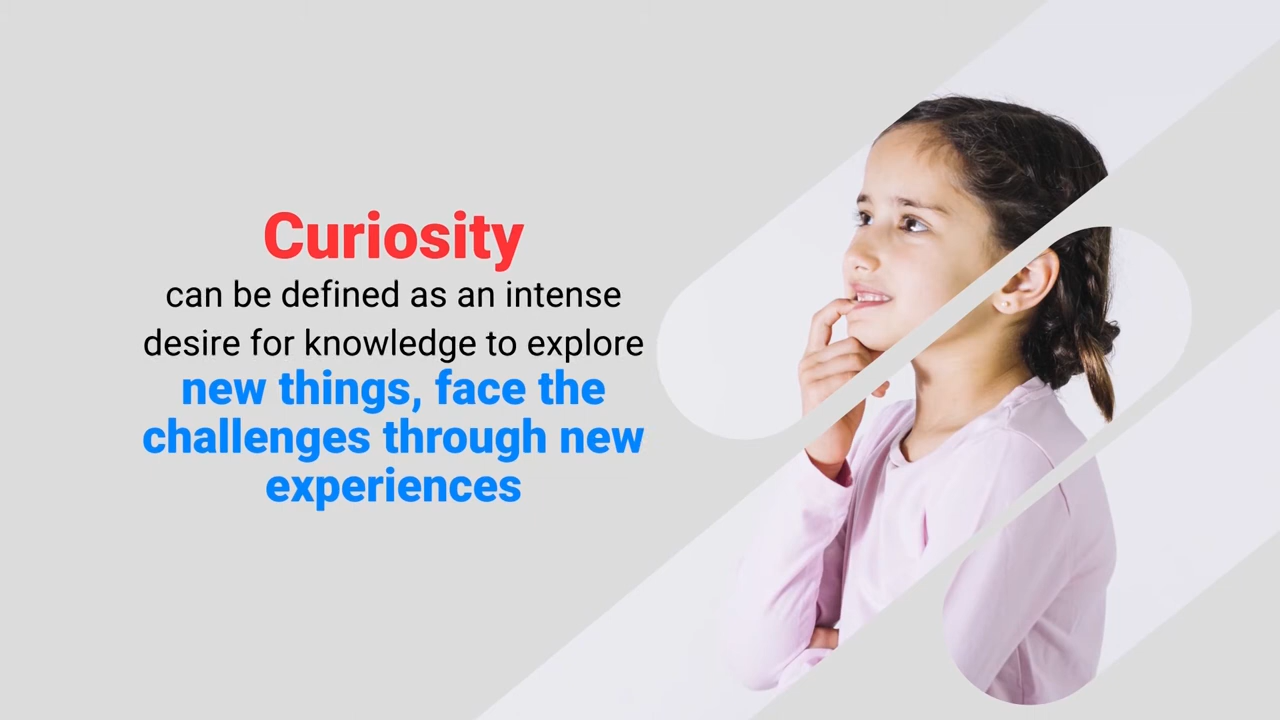 Curiosity
can be defined as an intense
desire for knowledge to explore
new things, face the
challenges through new
experiences